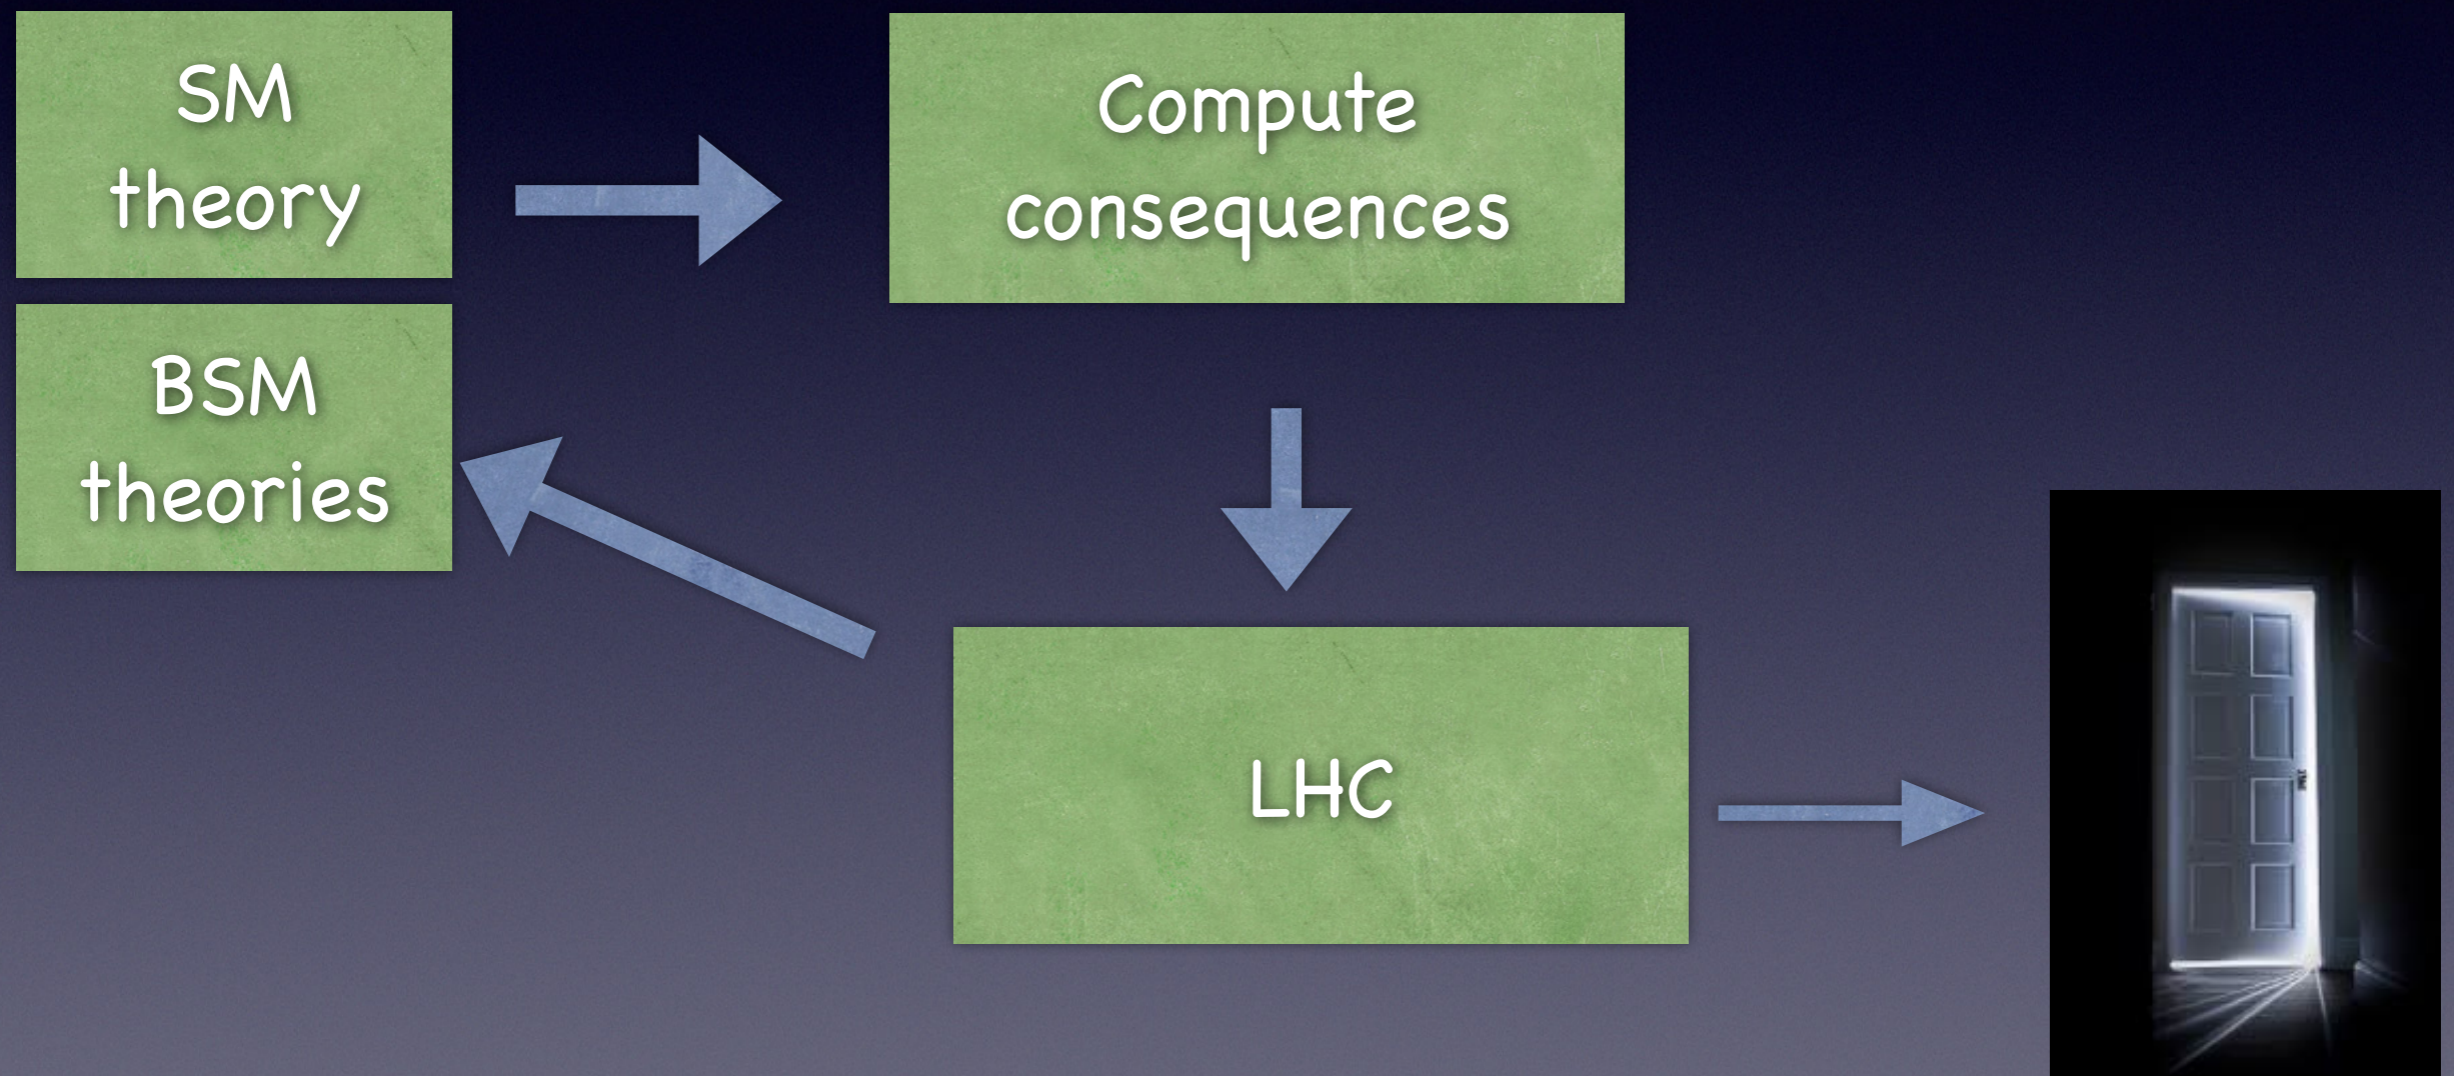 SM
theory
Compute
consequences
BSM
theories
LHC